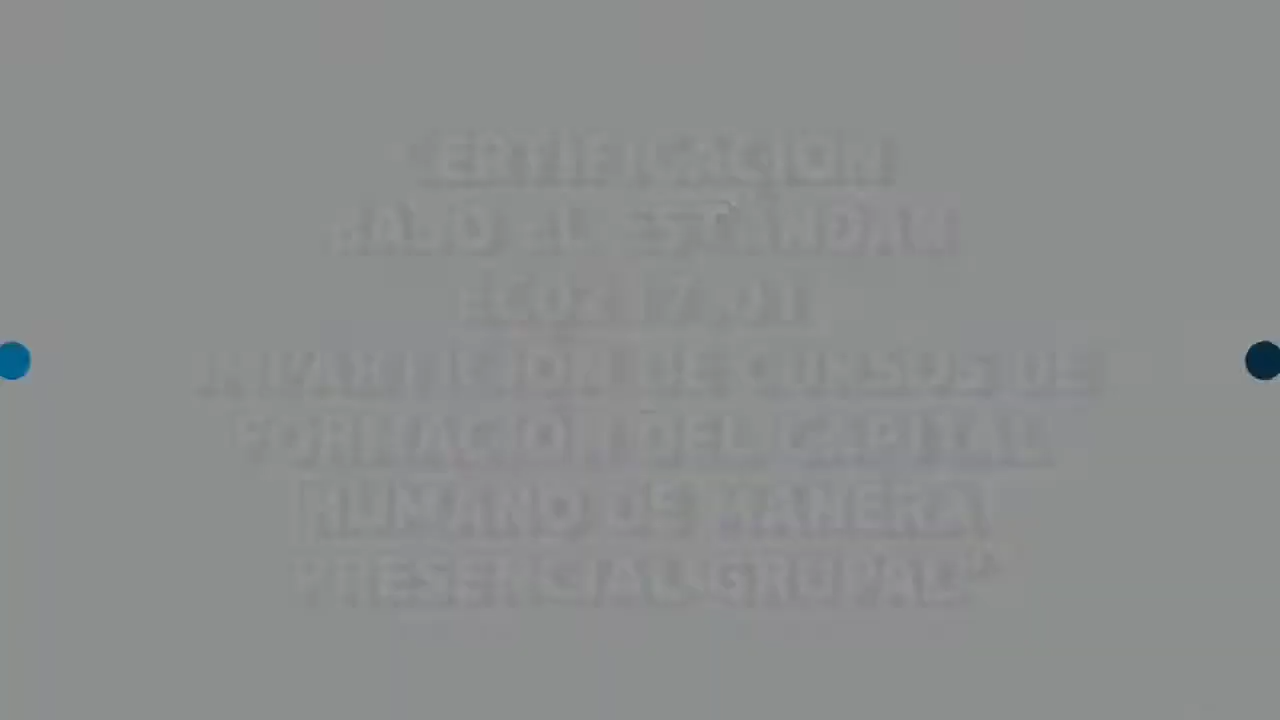 CERTIFICACIÓN
BAJO EL ESTÁNDAR
EC0217.01
IMPARTICIÓN DE CURSOS DE
FORMACIÓN DEL CAPITAL
HUMANO DE MANERA
PRESENCIAL GRUPAL"